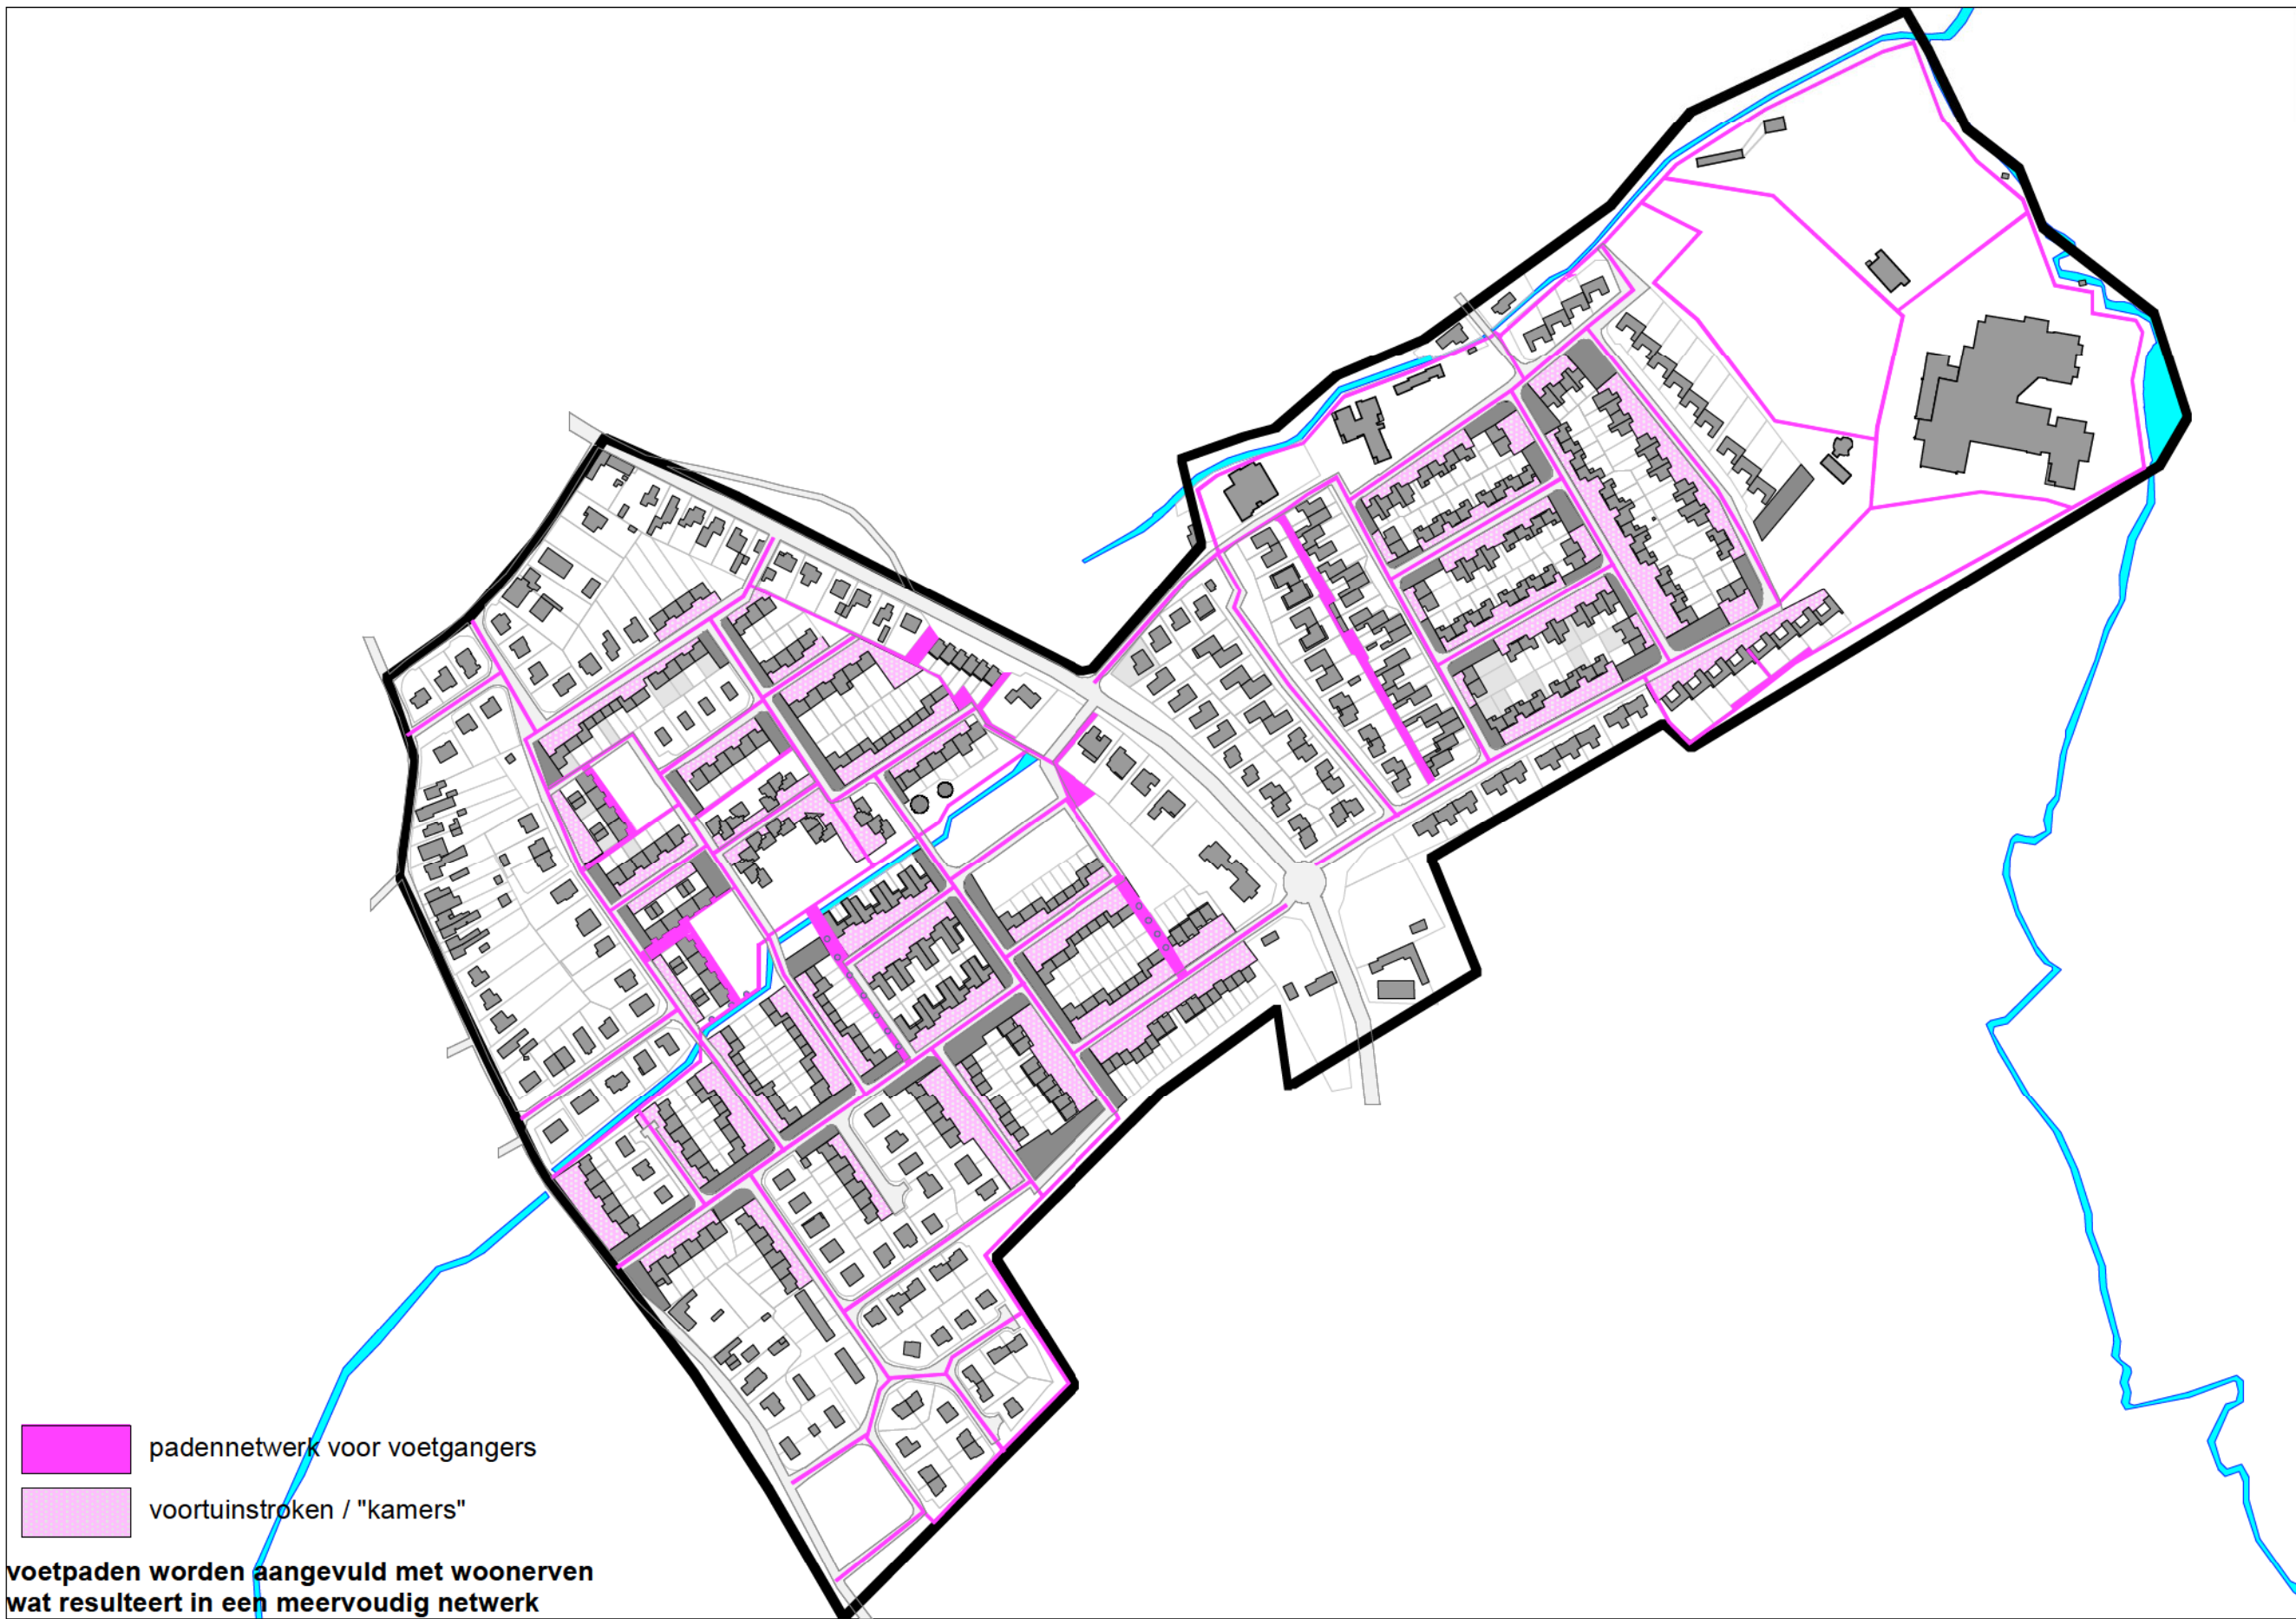 padennetwerk voor voetgangers
voortuinstroken / "kamers"
voetpaden worden aangevuld met woonerven
wat resulteert in een meervoudig netwerk